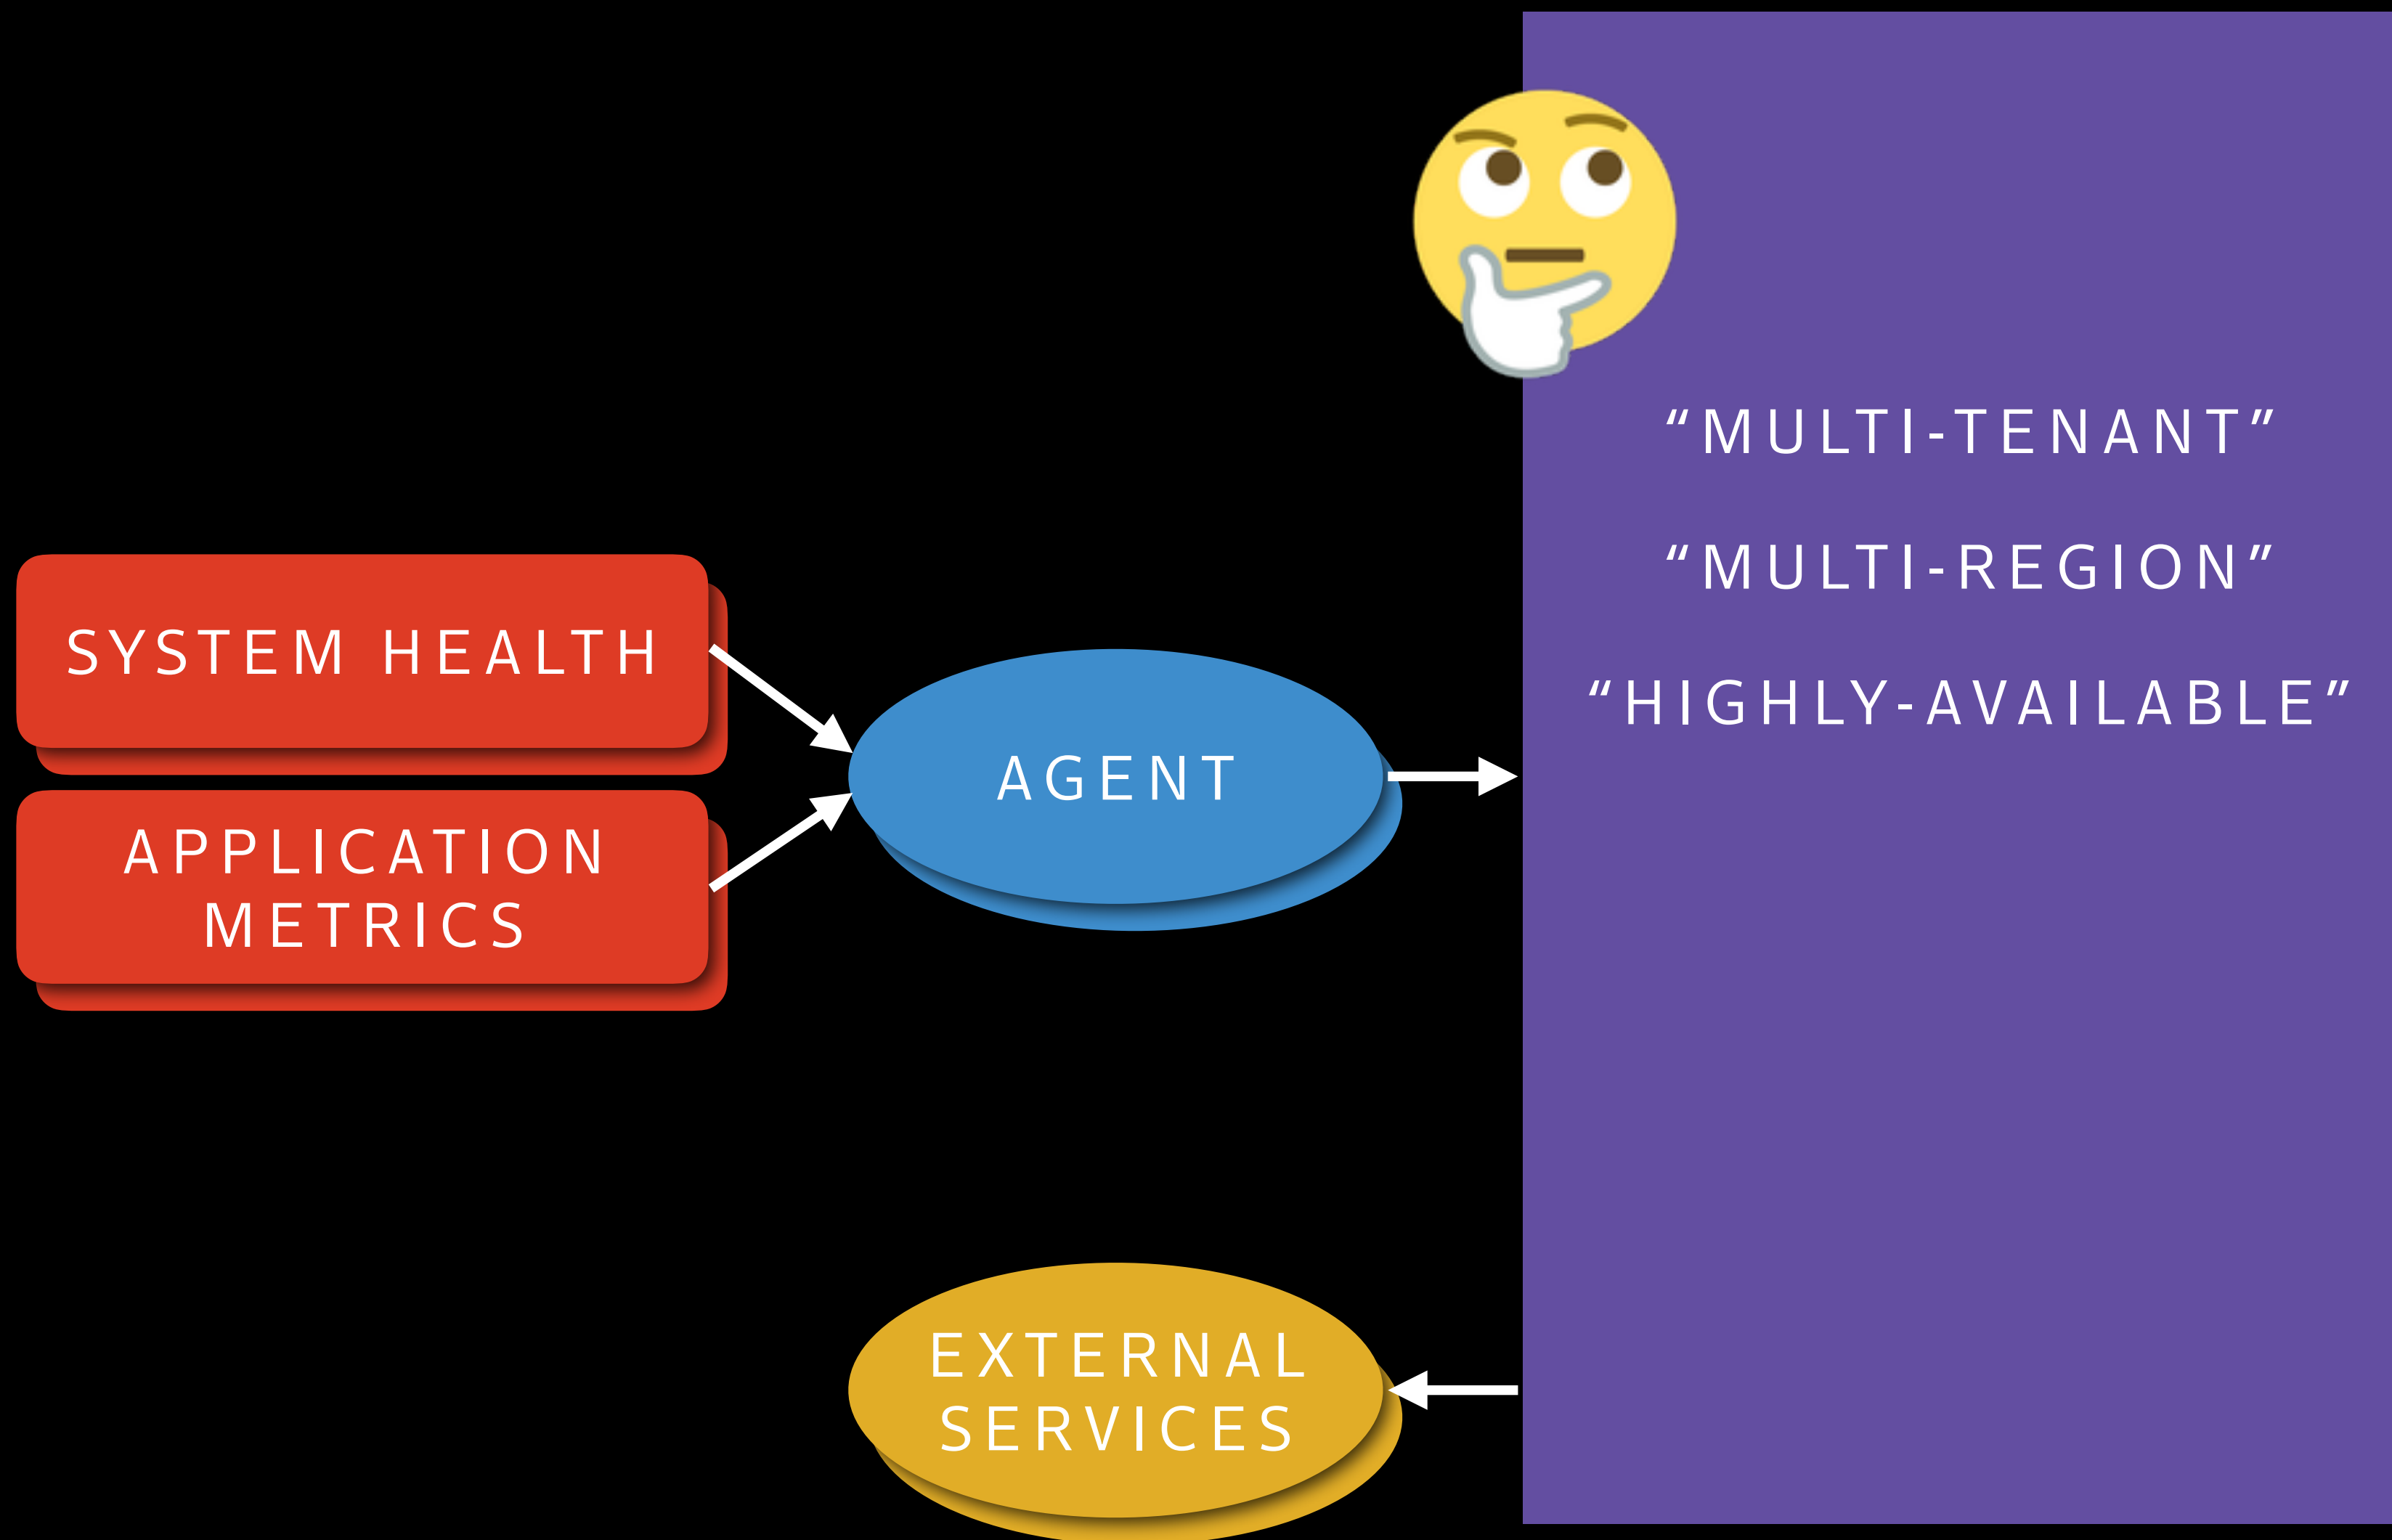 “MULTI-TENANT”
“MULTI-REGION”
“HIGHLY-AVAILABLE”
SYSTEM HEALTH
APPLICATION
METRICS
AGENT
EXTERNAL
SERVICES